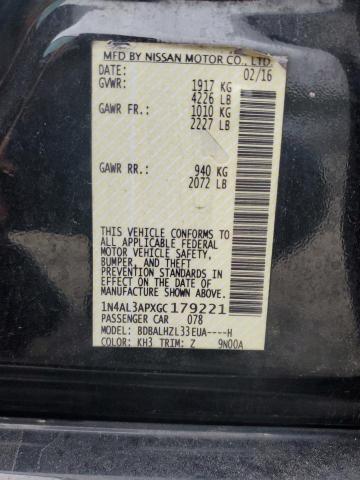 MFD BY NISSAN MOTOR CO., LTD.
DATE: 02/16
GVWR: 1917 KG
4226 LB
GAWR FR.: 1010 KG
2227 LB
GAWR RR.: 940 KG
2072 LB
THIS VEHICLE CONFORMS TO
ALL APPLICABLE FEDERAL
MOTOR VEHICLE SAFETY,
BUMPER, AND THEFT
PREVENTION STANDARDS IN
EFFECT ON THE DATE OF
MANUFACTURE SHOWN ABOVE.
1N4AL3APXGC179221
PASSENGER CAR 078
MODEL: BDBALHZL33EUA----H
COLOR: KH3 TRIM: Z 9N00A